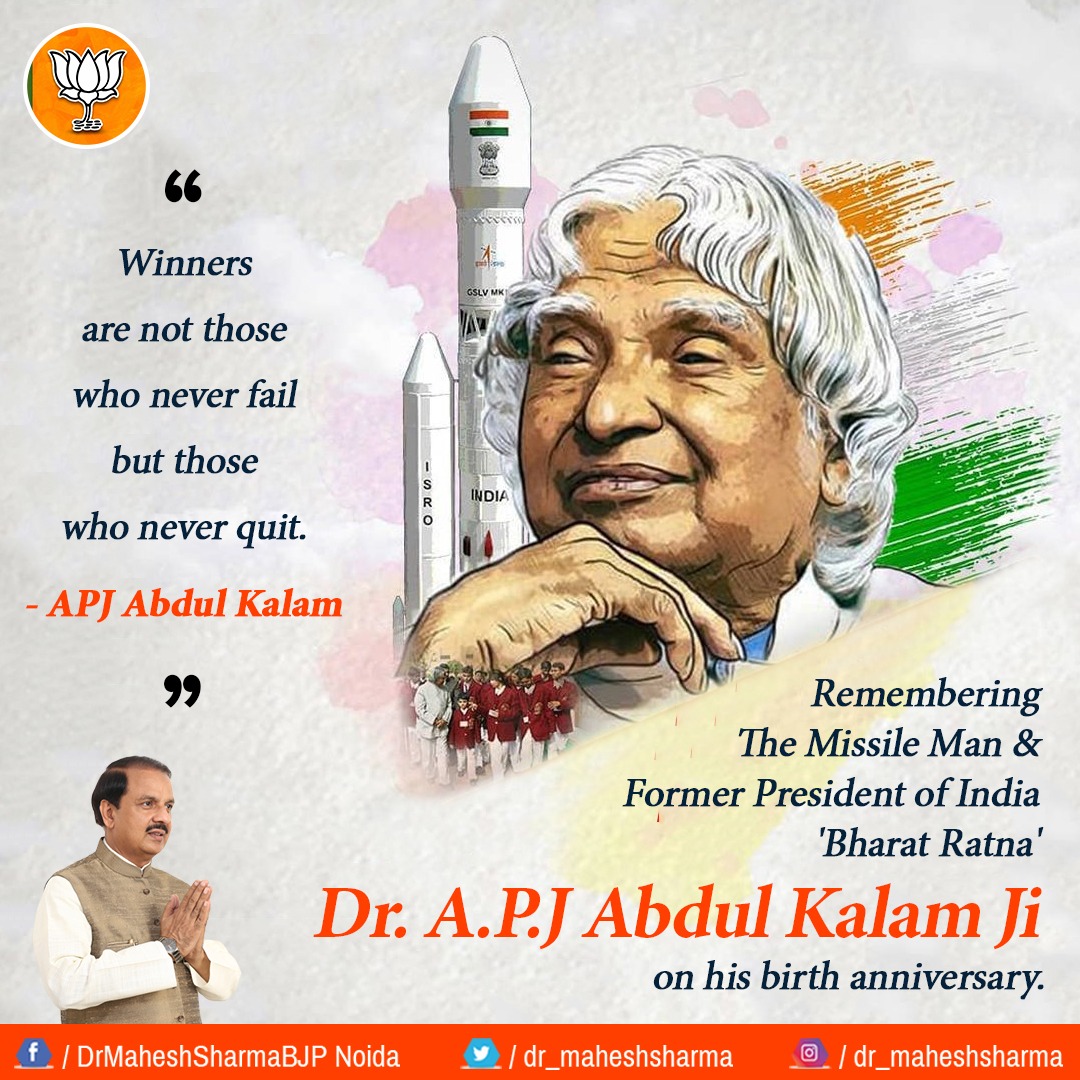 “
Winners
are not those
who never fail
but those
who never quit.
- APJ Abdul Kalam
”
GSLV MK
ISRO
INDIA
Remembering
The Missile Man &
Former President of India
'Bharat Ratna'
Dr. A.P.J Abdul Kalam Ji
on his birth anniversary.
/ DrMaheshSharmaBJP Noida
/ dr_maheshsharma
/ dr_maheshsharma